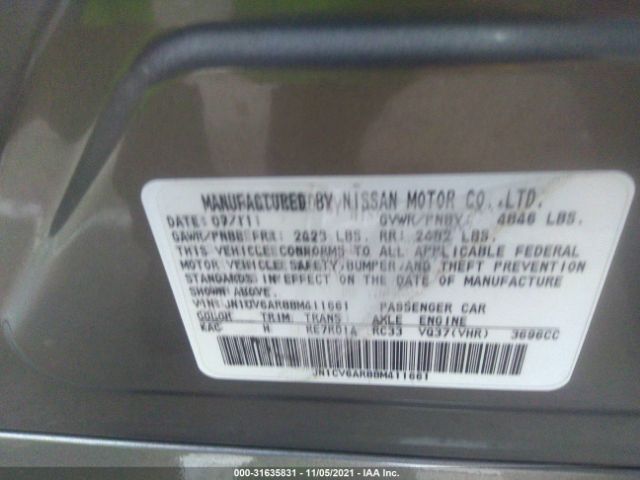 MANUFACTURED BY NISSAN MOTOR CO.,LTD.
DATE: 07/11 GVWR/PNBV: 4846 LBS.
GAWR/PNBE FR: 2423 LBS. RR: 2482 LBS.
THIS VEHICLE CONFORMS TO ALL APPLICABLE FEDERAL
MOTOR VEHICLE SAFETY,BUMPER,AND THEFT PREVENTION
STANDARDS IN EFFECT ON THE DATE OF MANUFACTURE
SHOWN ABOVE.
VIN: JN1CV6AR8BM411661 PASSENGER CAR
COLOR TRIM: TRANS: AXLE ENGINE
KAC H RE7R01A RC33 VQ37(VHR) 3696CC
JN1CV6AR8BM411661
000-31635831 - 11/05/2021 - IAA Inc.